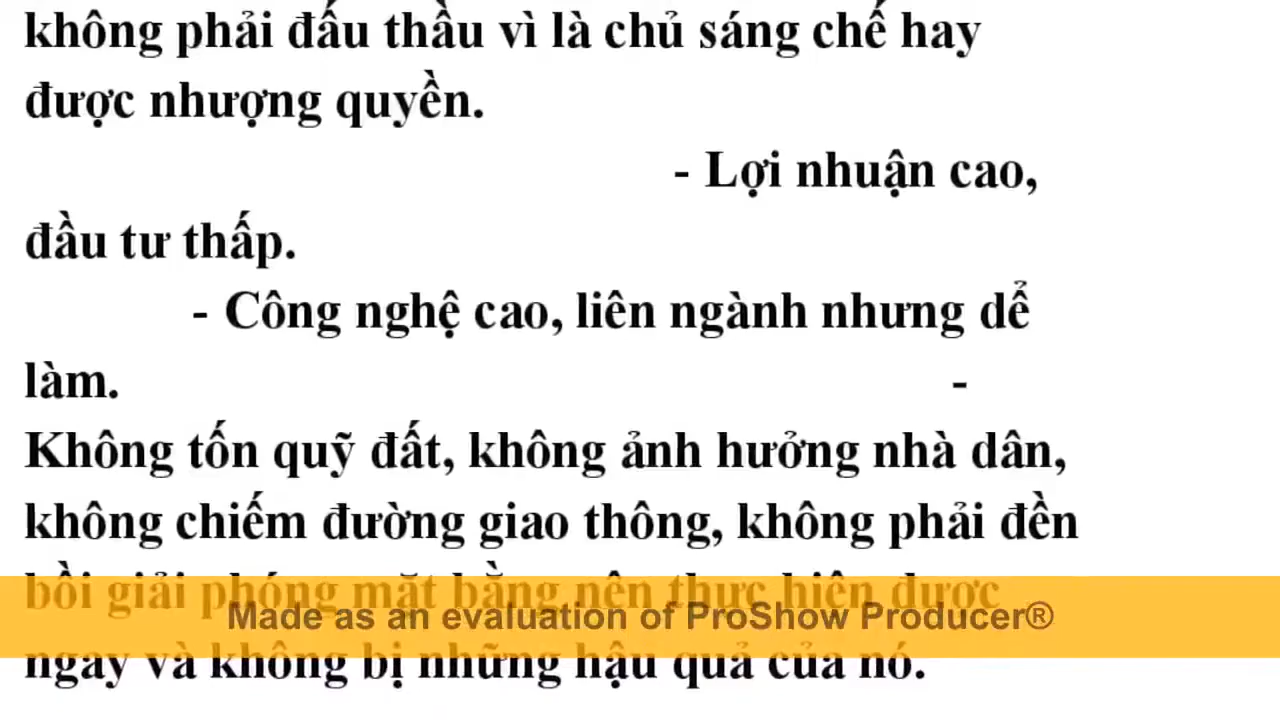 không phải đấu thầu vì là chủ sáng chế hay
được nhượng quyền.
- Lợi nhuận cao,
đầu tư thấp.
- Công nghệ cao, liên ngành nhưng dể
làm. -
Không tốn quỹ đất, không ảnh hưởng nhà dân,
không chiếm đường giao thông, không phải đền
bồi giải phóng mặt bằng nên thực hiện được
Made as an evaluation of ProShow Producer®
ngay và không bị những hậu quả của nó.